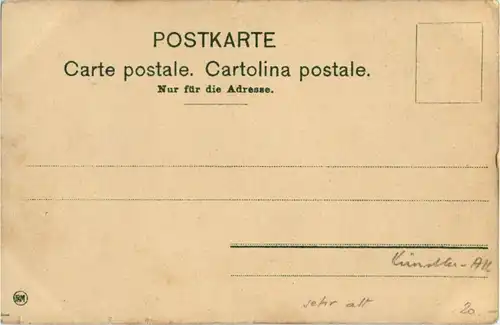 POSTKARTE
Carte postale. Cartolina postale.
Nur für die Adresse.
Künstler-AK
sehr alt
20